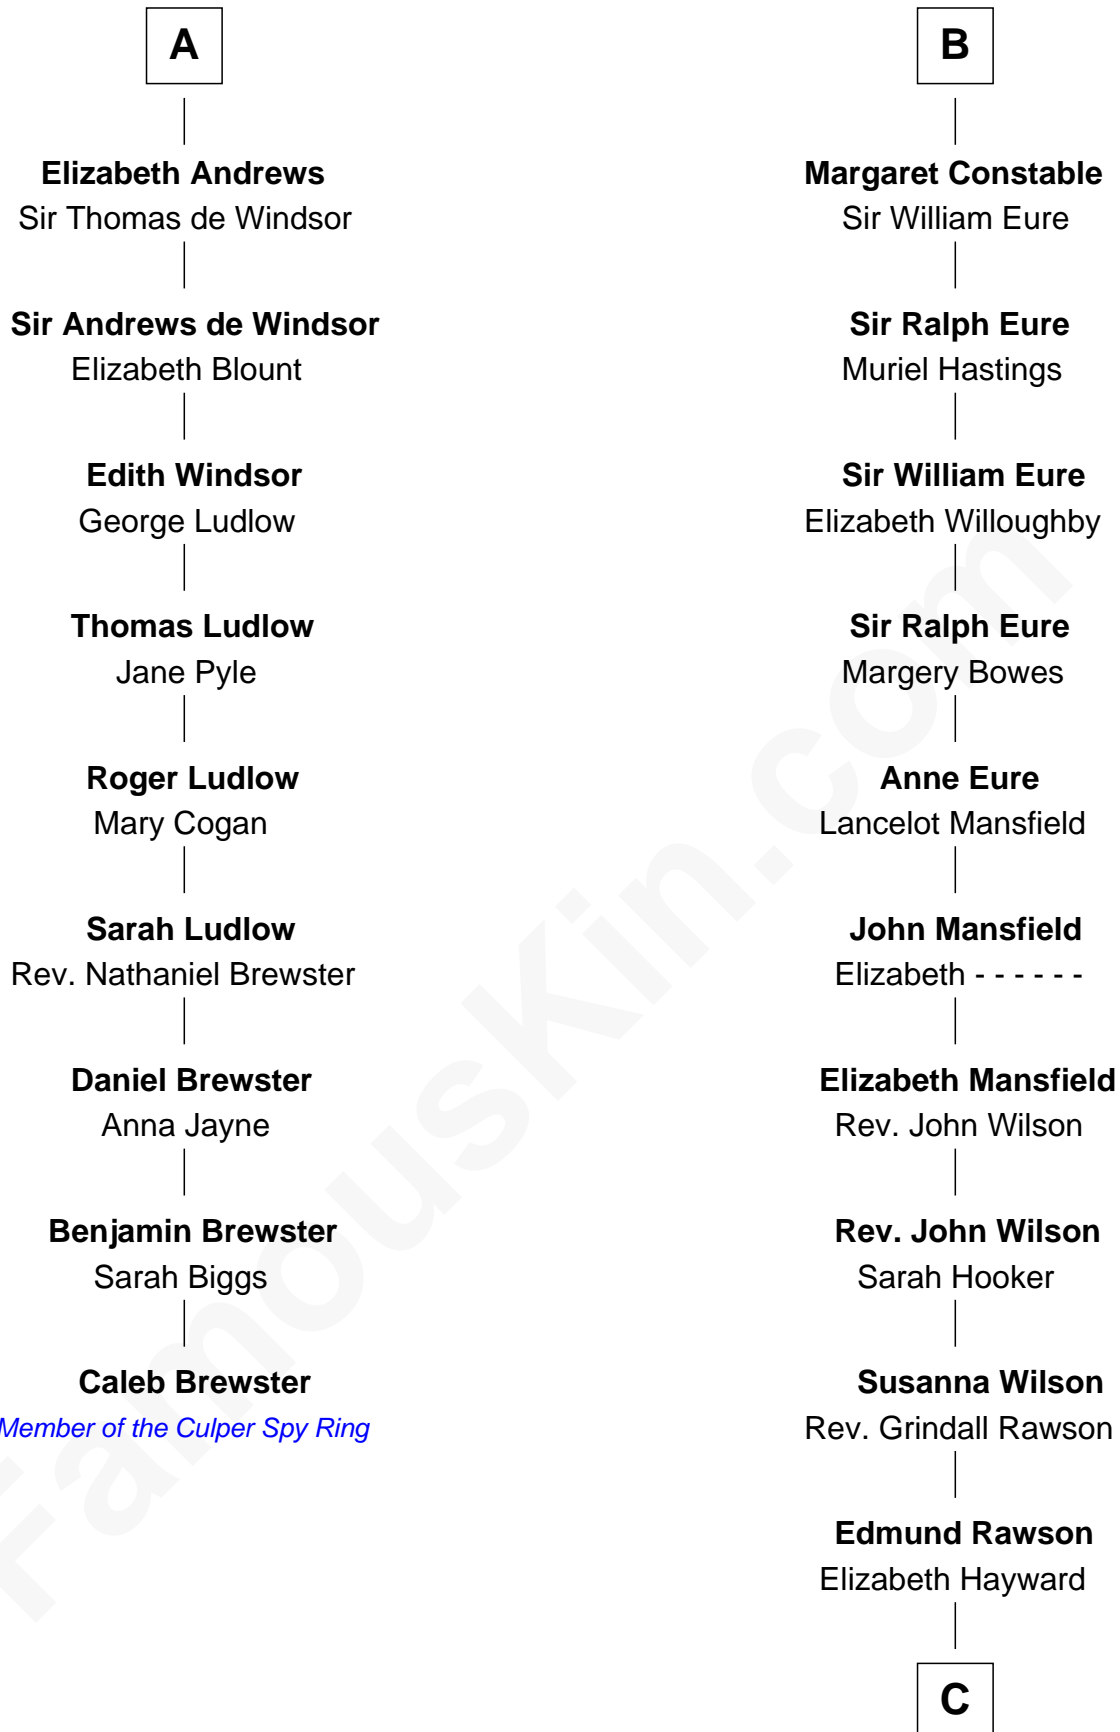 A
Elizabeth Andrews
Sir Thomas de Windsor
Sir Andrews de Windsor
Elizabeth Blount
Edith Windsor
George Ludlow
Thomas Ludlow
Jane Pyle
Roger Ludlow
Mary Cogan
Sarah Ludlow
Rev. Nathaniel Brewster
Daniel Brewster
Anna Jayne
Benjamin Brewster
Sarah Biggs
Caleb Brewster
Member of the Culper Spy Ring
B
Margaret Constable
Sir William Eure
Sir Ralph Eure
Muriel Hastings
Sir William Eure
Elizabeth Willoughby
Sir Ralph Eure
Margery Bowes
Anne Eure
Lancelot Mansfield
John Mansfield
Elizabeth - - - - - -
Elizabeth Mansfield
Rev. John Wilson
Rev. John Wilson
Sarah Hooker
Susanna Wilson
Rev. Grindall Rawson
Edmund Rawson
Elizabeth Hayward
C
FamousKin.com